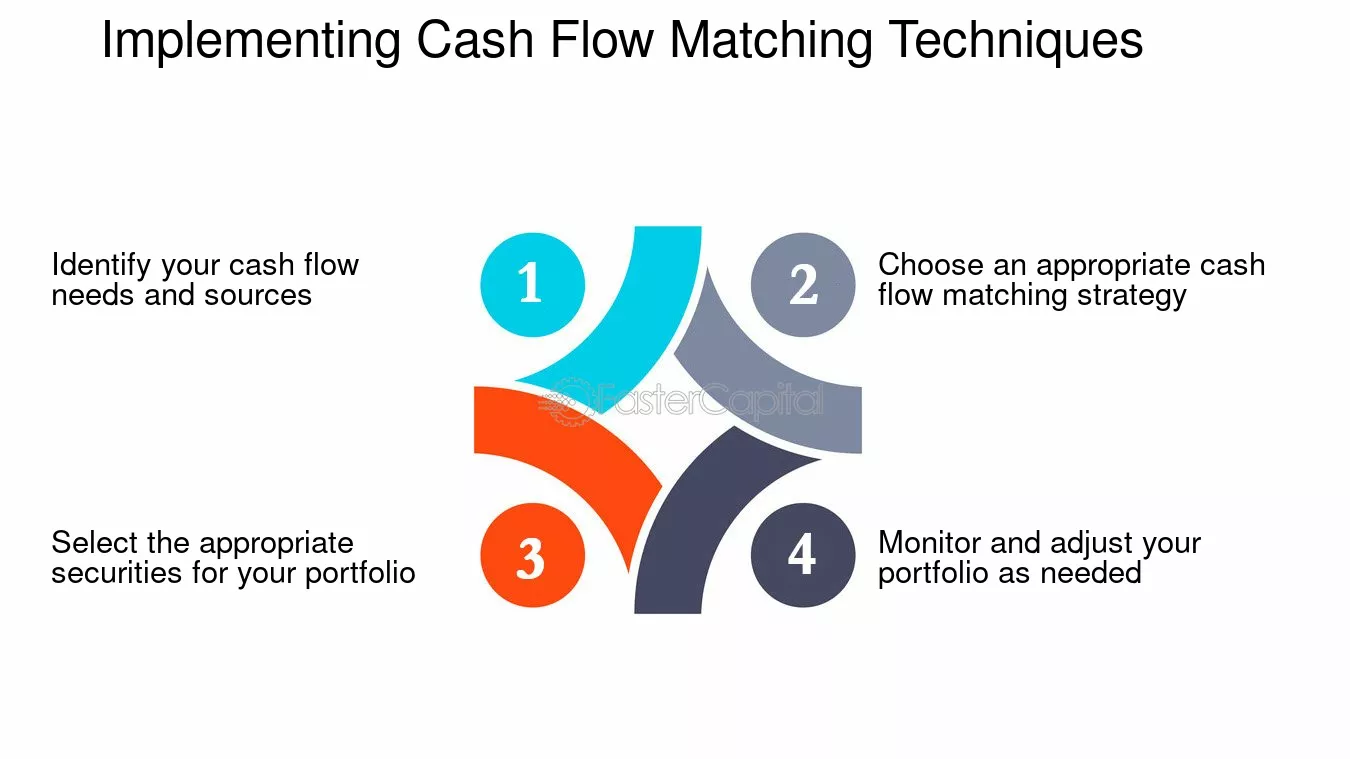 Implementing Cash Flow Matching Techniques
1
Identify your cash flow
needs and sources
2
Choose an appropriate cash
flow matching strategy
FasterCapital
3
Select the appropriate
securities for your portfolio
4
Monitor and adjust your
portfolio as needed